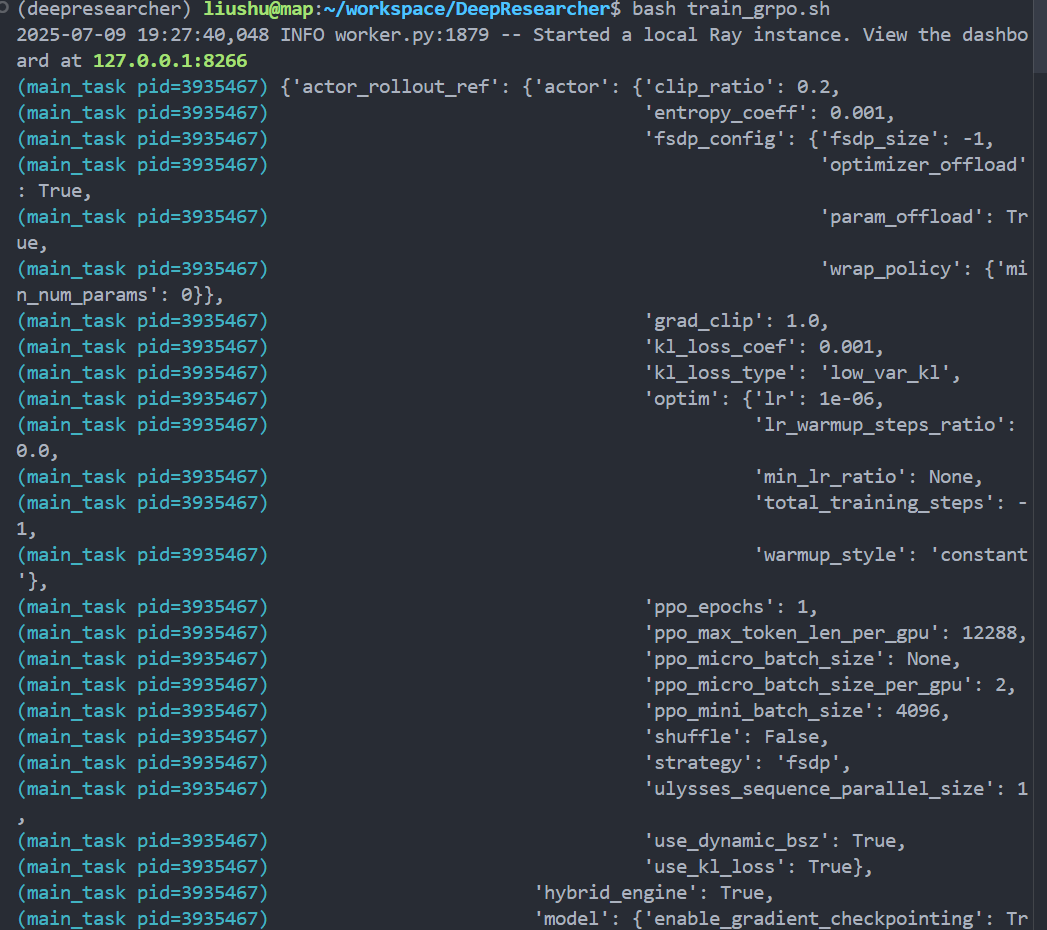 (deepresearcher) liushu@map:~/workspace/DeepResearcher$ bash train_grpo.sh
2025-07-09 19:27:40,048 INFO worker.py:1879 -- Started a local Ray instance. View the dashbo
ard at 127.0.0.1:8266
(main_task pid=3935467) {'actor_rollout_ref': {'actor': {'clip_ratio': 0.2,
(main_task pid=3935467)                                  'entropy_coeff': 0.001,
(main_task pid=3935467)                                  'fsdp_config': {'fsdp_size': -1,
(main_task pid=3935467)                                                  'optimizer_offload'
: True,
(main_task pid=3935467)                                                  'param_offload': Tr
ue,
(main_task pid=3935467)                                                  'wrap_policy': {'mi
n_num_params': 0}},
(main_task pid=3935467)                                  'grad_clip': 1.0,
(main_task pid=3935467)                                  'kl_loss_coef': 0.001,
(main_task pid=3935467)                                  'kl_loss_type': 'low_var_kl',
(main_task pid=3935467)                                  'optim': {'lr': 1e-06,
(main_task pid=3935467)                                            'lr_warmup_steps_ratio': 
0.0,
(main_task pid=3935467)                                            'min_lr_ratio': None,
(main_task pid=3935467)                                            'total_training_steps': -
1,
(main_task pid=3935467)                                            'warmup_style': 'constant
'},
(main_task pid=3935467)                                  'ppo_epochs': 1,
(main_task pid=3935467)                                  'ppo_max_token_len_per_gpu': 12288,
(main_task pid=3935467)                                  'ppo_micro_batch_size': None,
(main_task pid=3935467)                                  'ppo_micro_batch_size_per_gpu': 2,
(main_task pid=3935467)                                  'ppo_mini_batch_size': 4096,
(main_task pid=3935467)                                  'shuffle': False,
(main_task pid=3935467)                                  'strategy': 'fsdp',
(main_task pid=3935467)                                  'ulysses_sequence_parallel_size': 1
,
(main_task pid=3935467)                                  'use_dynamic_bsz': True,
(main_task pid=3935467)                                  'use_kl_loss': True},
(main_task pid=3935467)                        'hybrid_engine': True,
(main_task pid=3935467)                        'model': {'enable_gradient_checkpointing': Tr